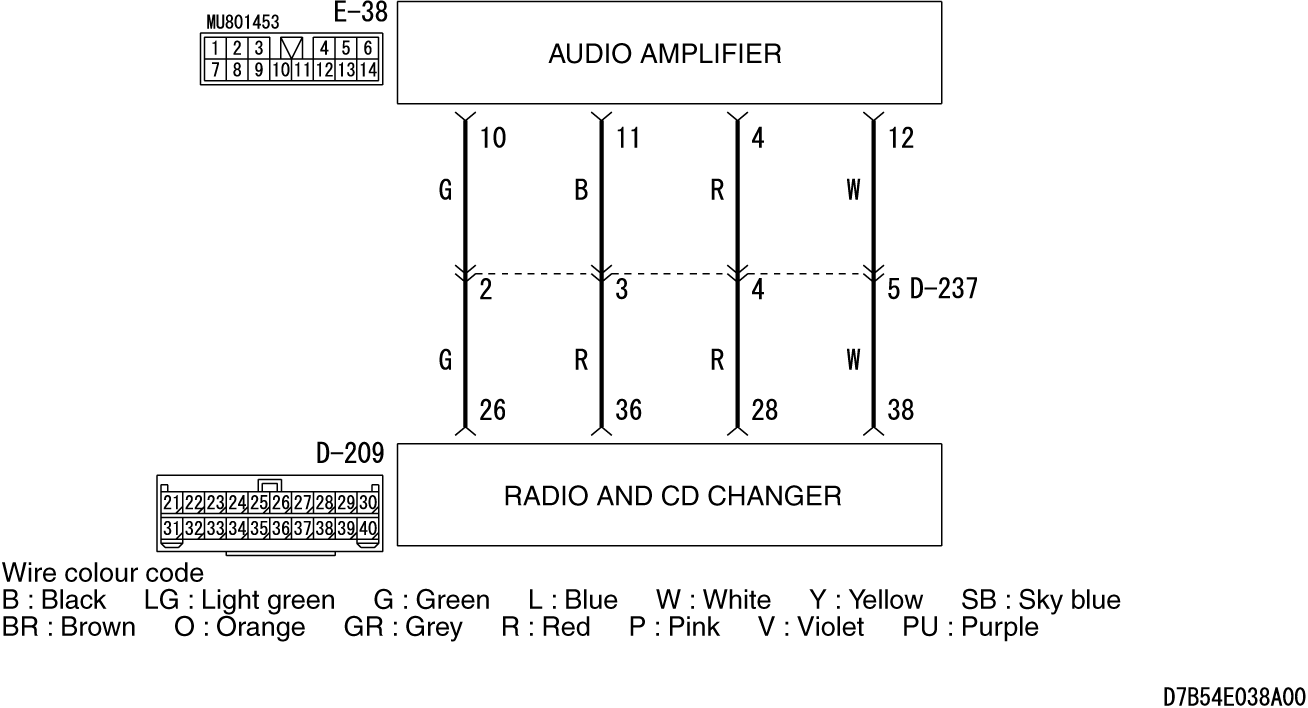 MU801453 E-38
1 2 3 4 5 6
7 8 9 10 11 12 13 14
AUDIO AMPLIFIER
10 11 4 12
G B R W
2 3 4 5 D-237
G R R W
26 36 28 38
D-209
21 22 23 24 25 26 27 28 29 30
31 32 33 34 35 36 37 38 39 40
RADIO AND CD CHANGER
Wire colour code
B : Black LG : Light green G : Green L : Blue W : White Y : Yellow SB : Sky blue
BR : Brown O : Orange GR : Grey R : Red P : Pink V : Violet PU : Purple
D7B54E038A00